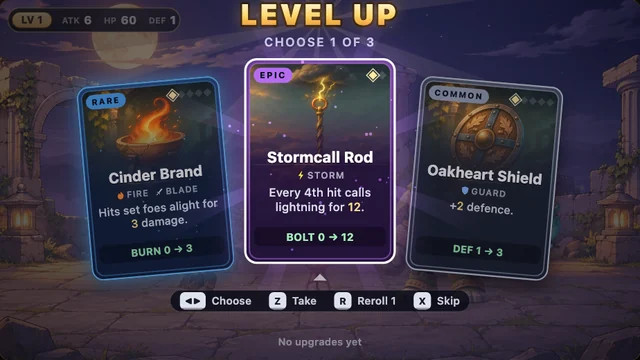 LV 1 ATK 6 HP 60 DEF 1
LEVEL UP
CHOOSE 1 OF 3
RARE
Cinder Brand
FIRE BLADE
Hits set foes alight for
3 damage.
BURN 0 → 3
EPIC
Stormcall Rod
STORM
Every 4th hit calls
lightning for 12.
BOLT 0 → 12
COMMON
Oakheart Shield
GUARD
+2 defence.
DEF 1 → 3
Choose Z Take R Reroll 1 X Skip
No upgrades yet